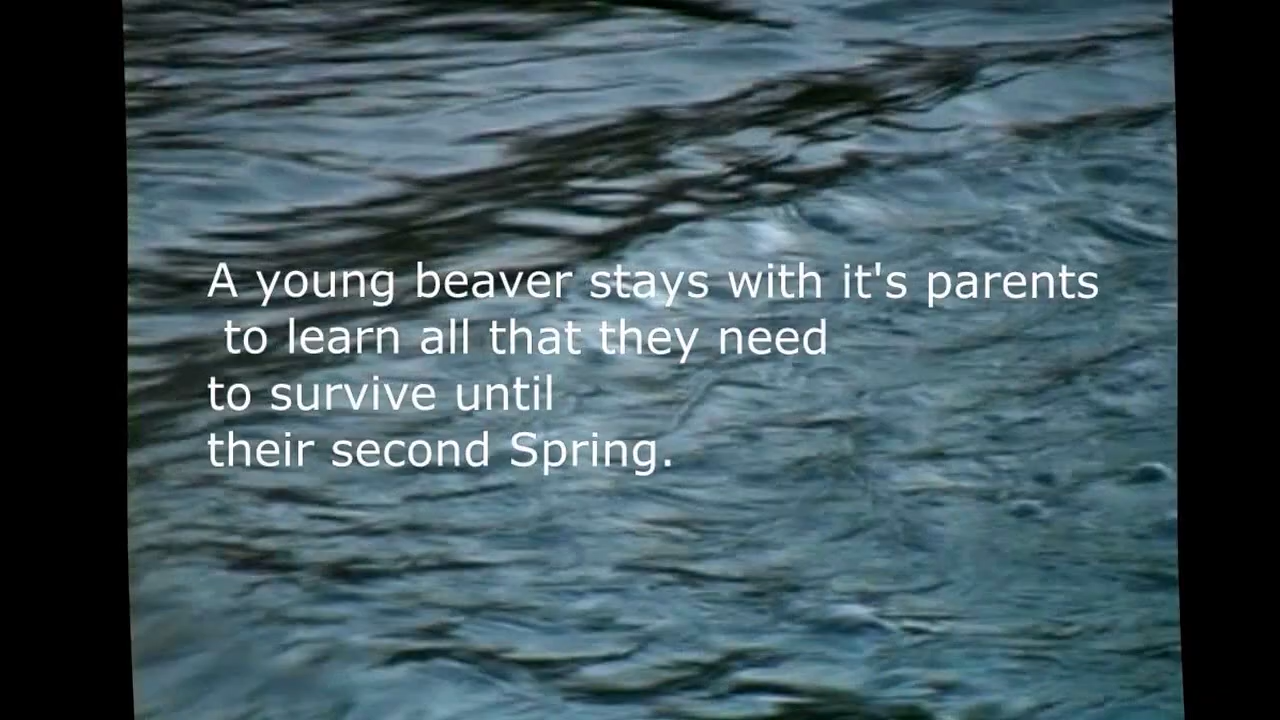 A young beaver stays with it's parents
to learn all that they need
to survive until
their second Spring.